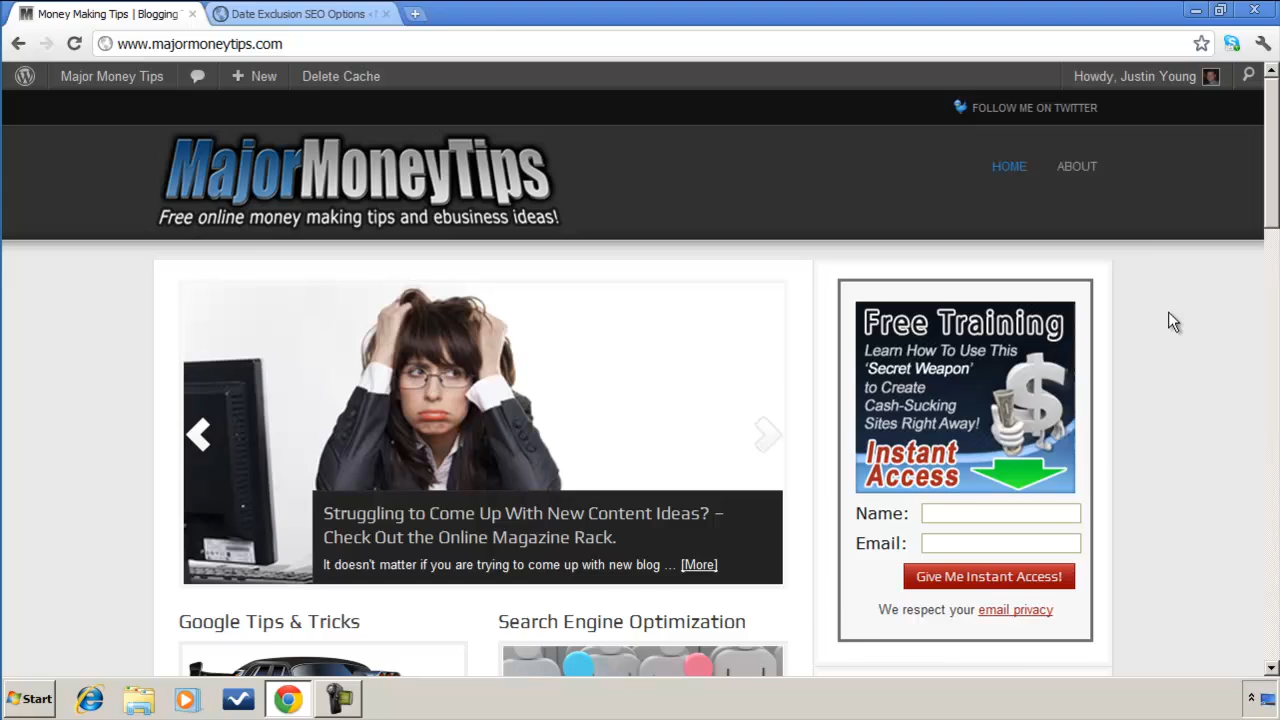 Money Making Tips | Blogging
Date Exclusion SEO Options
www.majormoneytips.com
Major Money Tips
New
Delete Cache
Howdy, Justin Young
FOLLOW ME ON TWITTER
MajorMoneyTips
Free online money making tips and ebusiness ideas!
HOME
ABOUT
Struggling to Come Up With New Content Ideas? –
Check Out the Online Magazine Rack.
It doesn't matter if you are trying to come up with new blog … [More]
Free Training
Learn How To Use This
'Secret Weapon'
to Create
Cash-Sucking
Sites Right Away!
Instant
Access
Name:
Email:
Give Me Instant Access!
We respect your email privacy
Google Tips & Tricks
Search Engine Optimization
Start